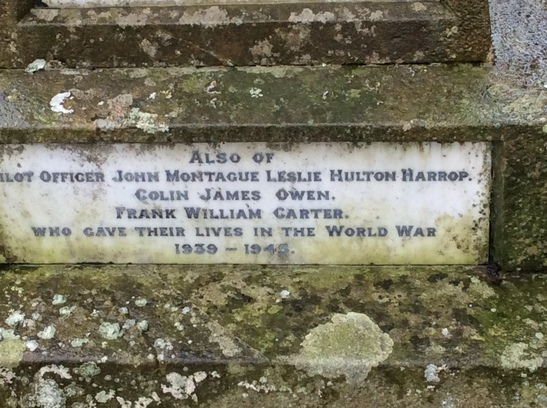 ALSO OF
ILOT OFFICER JOHN MONTAGUE LESLIE HULTON HARROP.
COLIN JAMES OWEN.
FRANK WILLIAM CARTER.
WHO GAVE THEIR LIVES IN THE WORLD WAR
1939 - 1945.